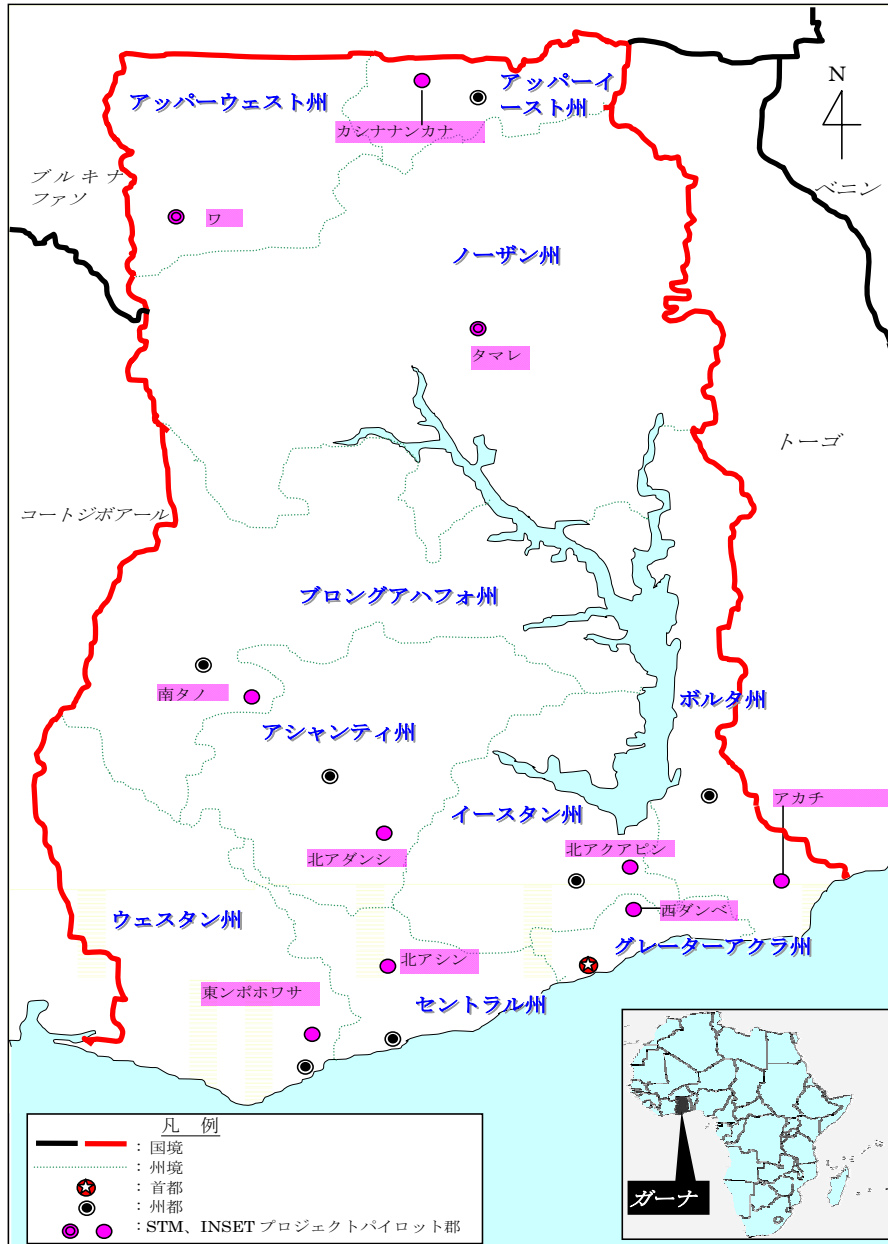 N
アッパーウェスト州
アッパーイ
ースト州
カシナナンカナ
ブルキナ
ファソ
ベニン
ワ
ノーザン州
タマレ
トーゴ
コートジボアール
ブロングアハフォ州
南タノ
ボルタ州
アシャンティ州
アカチ
イースタン州
北アダンシ
北アクアピン
西ダンベ
ウェスタン州
グレーターアクラ州
北アシン
東ンポホワサ
セントラル州
凡 例
: 国境
: 州境
: 首都
: 州都
: STM、INSET プロジェクトパイロット郡
ガーナ